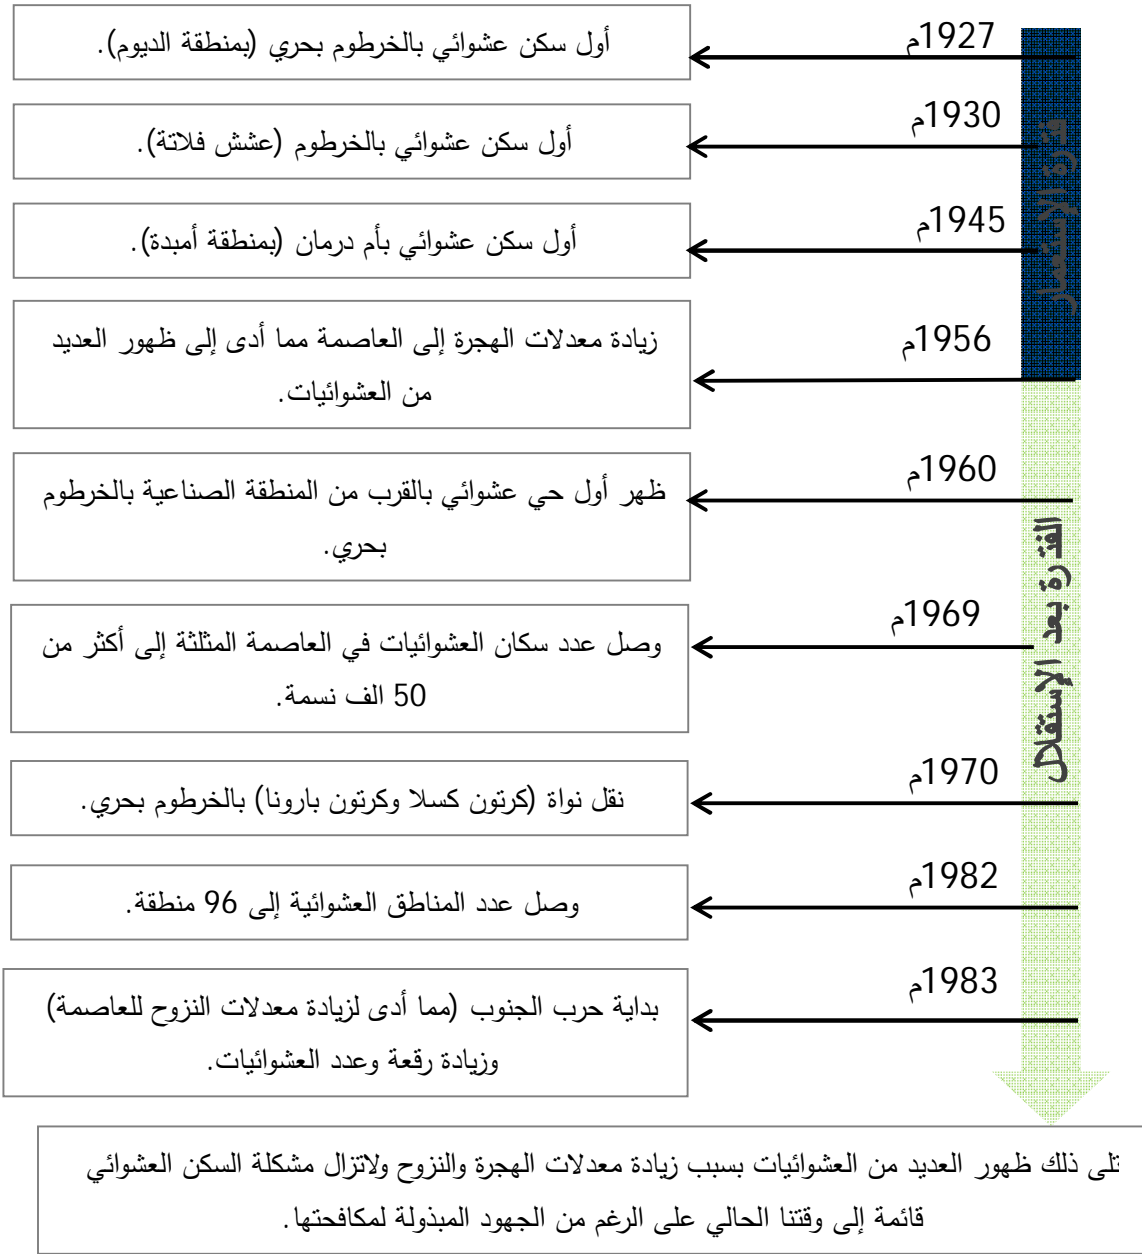 1927م
أول سكن عشوائي بالخرطوم بحري (بمنطقة الديوم).
1930م
أول سكن عشوائي بالخرطوم (عشش فلاتة).
1945م
أول سكن عشوائي بأم درمان (بمنطقة أمبدة).
1956م
زيادة معدلات الهجرة إلى العاصمة مما أدى إلى ظهور العديد
من العشوائيات.
1960م
ظهر أول حي عشوائي بالقرب من المنطقة الصناعية بالخرطوم
بحري.
1969م
وصل عدد سكان العشوائيات في العاصمة المثلثة إلى أكثر من
50 الف نسمة.
1970م
نقل نواة (كرتون كسلا وكرتون بارونا) بالخرطوم بحري.
1982م
وصل عدد المناطق العشوائية إلى 96 منطقة.
1983م
بداية حرب الجنوب (مما أدى لزيادة معدلات النزوح للعاصمة)
وزيادة رقعة وعدد العشوائيات.
فترة الإستعمار
الفترة بعد الإستقلال
تلى ذلك ظهور العديد من العشوائيات بسبب زيادة معدلات الهجرة والنزوح ولاتزال مشكلة السكن العشوائي
قائمة إلى وقتنا الحالي على الرغم من الجهود المبذولة لمكافحتها.